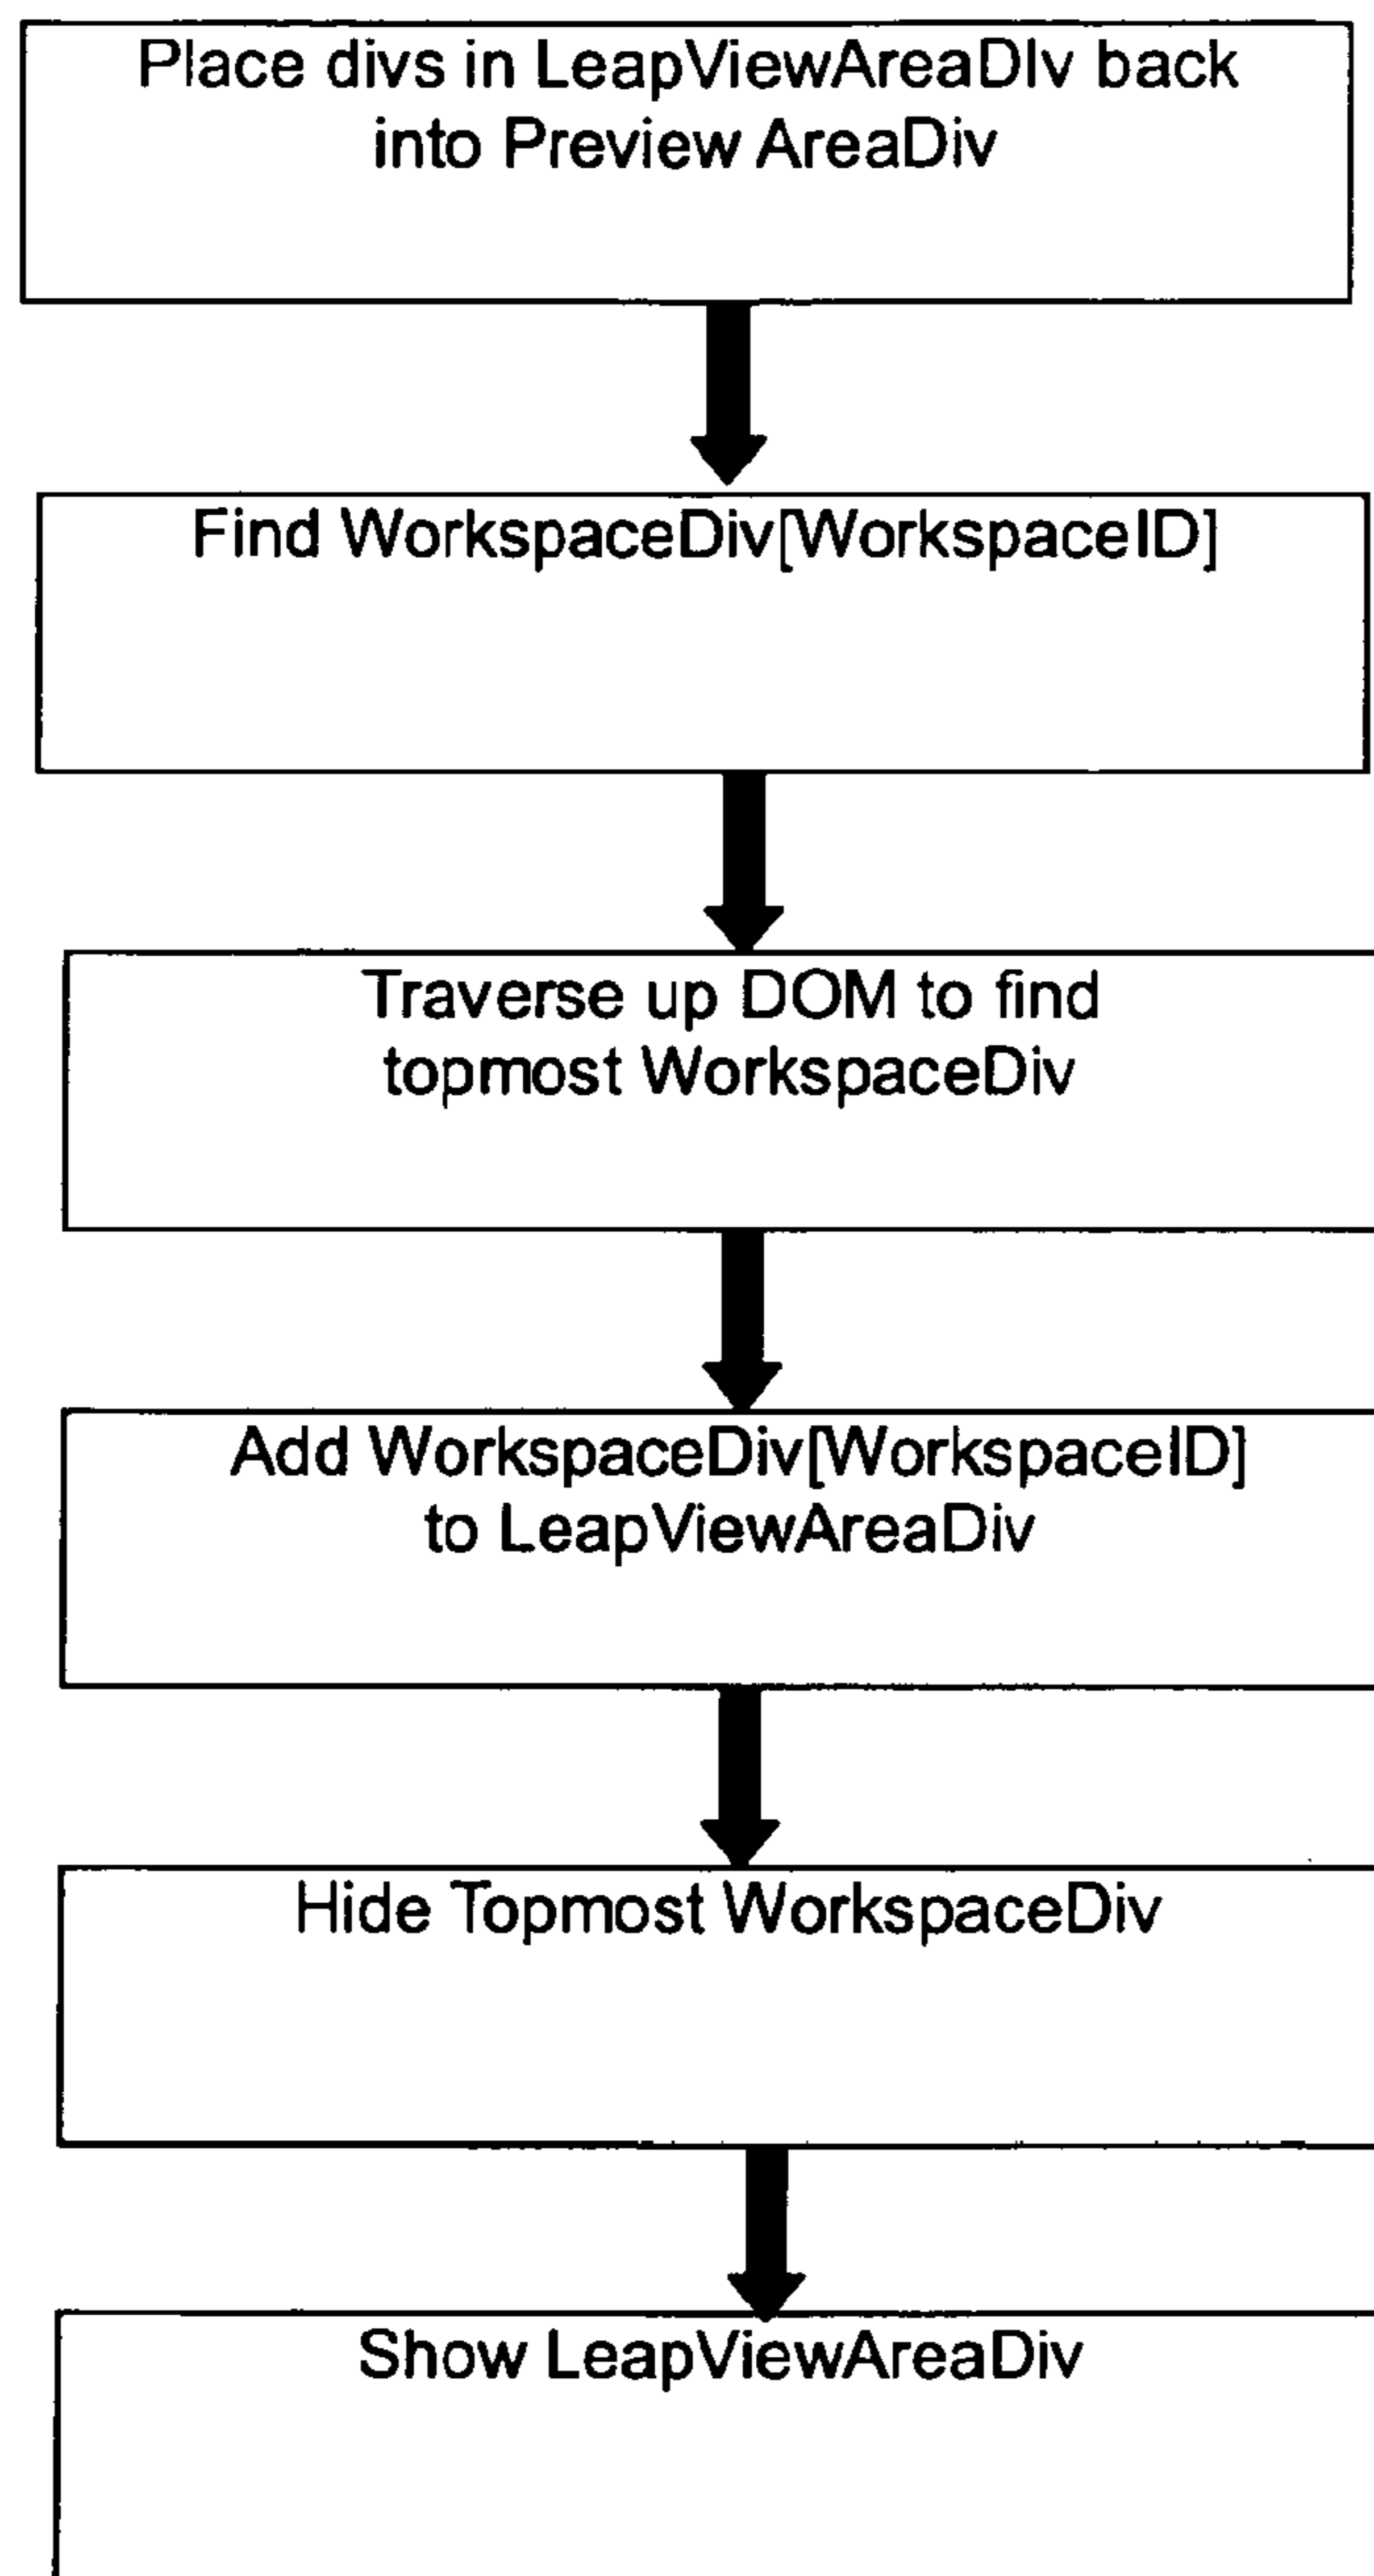 Place divs in LeapViewAreaDIv back
into Preview AreaDiv
Find WorkspaceDiv[WorkspaceID]
Traverse up DOM to find
topmost WorkspaceDiv
Add WorkspaceDiv[WorkspaceID]
to LeapViewAreaDiv
Hide Topmost WorkspaceDiv
Show LeapViewAreaDiv